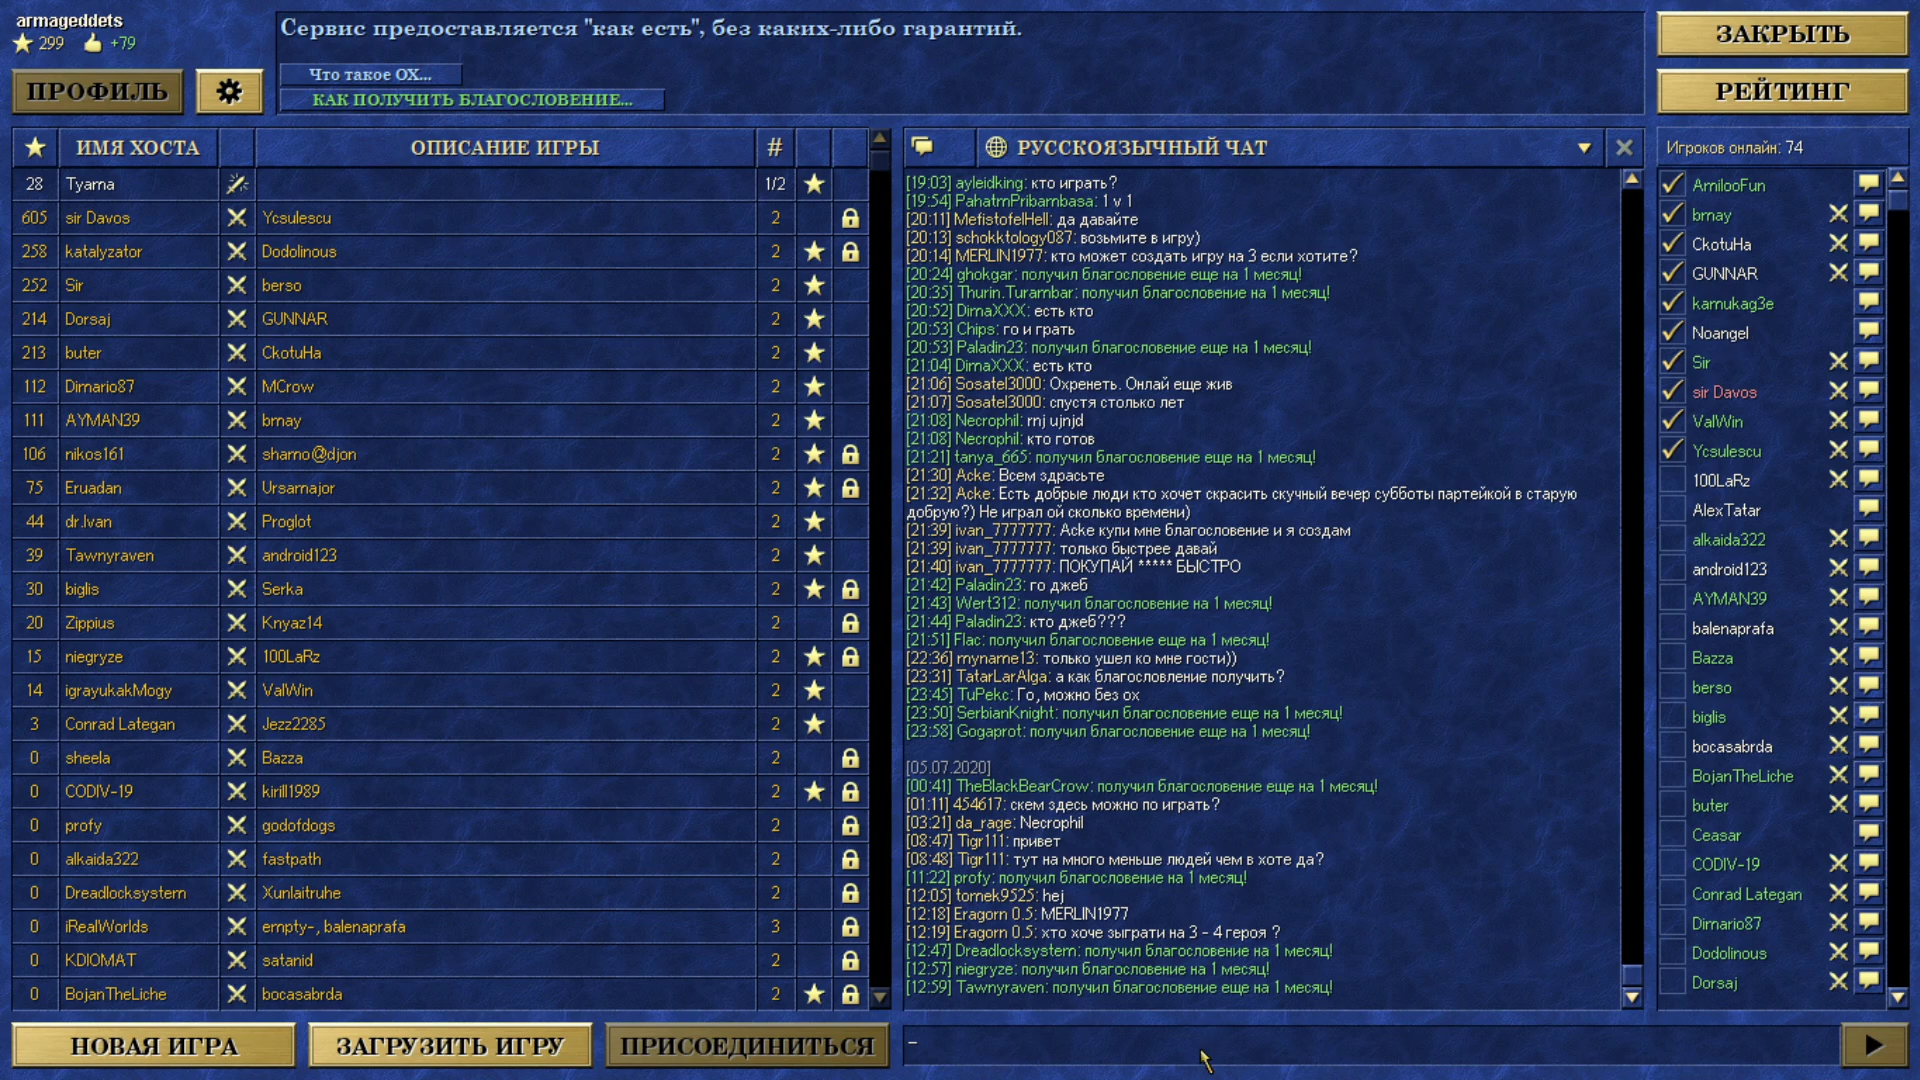 armageddets
299 +79
ПРОФИЛЬ
Сервис предоставляется "как есть", без каких-либо гарантий.
Что такое OX...
КАК ПОЛУЧИТЬ БЛАГОСЛОВЕНИЕ...
ЗАКРЫТЬ
РЕЙТИНГ
ИМЯ ХОСТА ОПИСАНИЕ ИГРЫ #
28 Tyama 1/2
605 sir Davos Ycsulescu 2
258 katalyzator Dodolinous 2
252 Sir berso 2
214 Dorsaj GUNNAR 2
213 buter CkotuHa 2
112 Dimario87 MCrow 2
111 AYMAN39 bmay 2
106 nikos161 shamo@djon 2
75 Eruadan Ursamajor 2
44 dr.Ivan Proglot 2
39 Tawnyraven android123 2
30 biglis Serka 2
20 Zippius Knyaz14 2
15 niegryze 100LaRz 2
14 igrayukakMogy ValWin 2
3 Conrad Lategan Jezz2285 2
0 sheela Bazza 2
0 CODIV-19 kirill1989 2
0 profy godofdogs 2
0 alkaida322 fastpath 2
0 Dreadlocksystem Xunlaitruhe 2
0 iRealWorlds empty-, balenaprafa 3
0 KDIOMAT satanid 2
0 BojanTheLiche bocasabrda 2
НОВАЯ ИГРА
ЗАГРУЗИТЬ ИГРУ
ПРИСОЕДИНИТЬСЯ
РУССКОЯЗЫЧНЫЙ ЧАТ
[19:03] ayleidking: кто играть?
[19:54] PahatmPribambasa: 1 v 1
[20:11] MefistofelHell: да давайте
[20:13] schokktology087: возьмите в игру)
[20:14] MERLIN1977: кто может создать игру на 3 если хотите?
[20:24] ghokgar: получил благословение еще на 1 месяц!
[20:35] Thurin.Turambar: получил благословение на 1 месяц!
[20:52] DimaXXX: есть кто
[20:53] Chips: го и грать
[20:53] Paladin23: получил благословение еще на 1 месяц!
[21:04] DimaXXX: есть кто
[21:06] Sosatel3000: Охренеть. Онлай еще жив
[21:07] Sosatel3000: спустя столько лет
[21:08] Necrophil: rnj ujnjd
[21:08] Necrophil: кто готов
[21:21] tanya_665: получил благословение еще на 1 месяц!
[21:30] Acke: Всем здрасьте
[21:32] Acke: Есть добрые люди кто хочет скрасить скучный вечер субботы партейкой в старую
добрую?) Не играл ой сколько времени)
[21:39] ivan_7777777: Acke купи мне благословение и я создам
[21:39] ivan_7777777: только быстрее давай
[21:40] ivan_7777777: ПОКУПАЙ ***** БЫСТРО
[21:42] Paladin23: го джеб
[21:43] Wert312: получил благословение на 1 месяц!
[21:44] Paladin23: кто джеб???
[21:51] Flac: получил благословение еще на 1 месяц!
[22:36] myname13: только ушел ко мне гости))
[23:31] TatarLarAlga: а как благословление получить?
[23:45] TuPekc: Го, можно без ох
[23:50] SerbianKnight: получил благословение еще на 1 месяц!
[23:58] Gogaprot: получил благословение еще на 1 месяц!
[05.07.2020]
[00:41] TheBlackBearCrow: получил благословение еще на 1 месяц!
[01:11] 454617: скем здесь можно по играть?
[03:21] da_rage: Necrophil
[08:47] Tigr111: привет
[08:48] Tigr111: тут на много меньше людей чем в хоте да?
[11:22] profy: получил благословение на 1 месяц!
[12:05] tomek9525: hej
[12:18] Eragorn 0.5: MERLIN1977
[12:19] Eragorn 0.5: хто хоче зыграти на 3 - 4 героя ?
[12:47] Dreadlocksystem: получил благословение на 1 месяц!
[12:57] niegryze: получил благословение на 1 месяц!
[12:59] Tawnyraven: получил благословение еще на 1 месяц!
Игроков онлайн: 74
AmilooFun
bmay
CkotuHa
GUNNAR
kamukag3e
Noangel
Sir
sir Davos
ValWin
Ycsulescu
100LaRz
AlexTatar
alkaida322
android123
AYMAN39
balenaprafa
Bazza
berso
biglis
bocasabrda
BojanTheLiche
buter
Ceasar
CODIV-19
Conrad Lategan
Dimario87
Dodolinous
Dorsaj